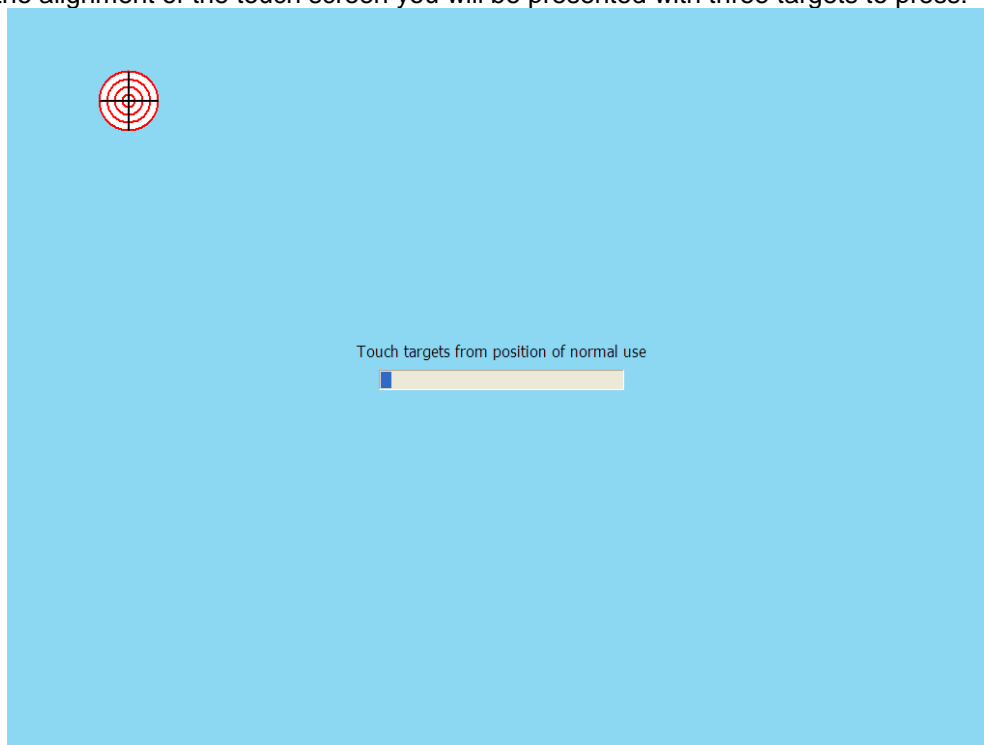 the alignment of the touch screen you will be presented with three targets to press.
Touch targets from position of normal use